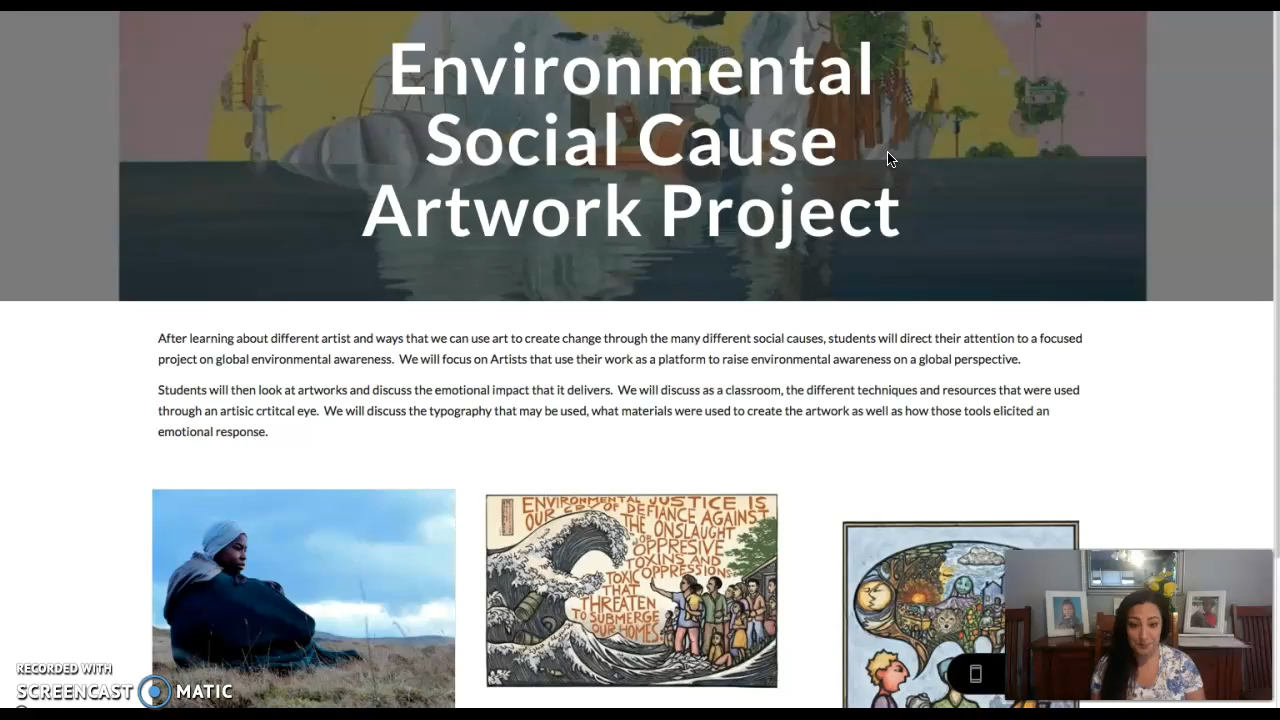 Environmental
Social Cause
Artwork Project
After learning about different artist and ways that we can use art to create change through the many different social causes, students will direct their attention to a focused
project on global environmental awareness.  We will focus on Artists that use their work as a platform to raise environmental awareness on a global perspective.
Students will then look at artworks and discuss the emotional impact that it delivers.  We will discuss as a classroom, the different techniques and resources that were used
through an artisic crtitcal eye.  We will discuss the typography that may be used, what materials were used to create the artwork as well as how those tools elicited an
emotional response.
ENVIRONMENTAL JUSTICE IS
OUR CRY OF DEFIANCE AGAINST
THE ONSLAUGHT
OF OPPRESIVE
TOXINS AND
TOXIC OPPRESSIONS
THAT
THREATEN
TO SUBMERGE
OUR HOMES
RECORDED WITH
SCREENCAST MATIC